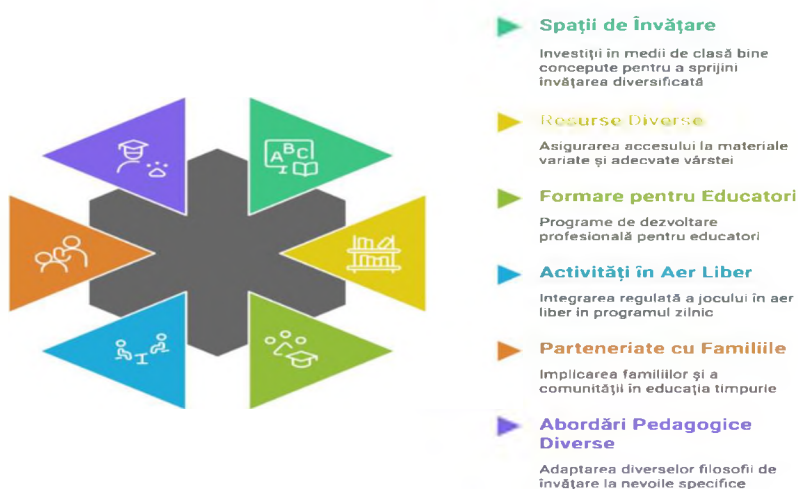 A B C
Spații de Învățare
Investiții în medii de clasă bine
concepute pentru a sprijini
învățarea diversificată
Resurse Diverse
Asigurarea accesului la materiale
variate și adecvate vârstei
Formare pentru Educatori
Programe de dezvoltare
profesională pentru educatori
Activități în Aer Liber
Integrarea regulată a jocului în aer
liber în programul zilnic
Parteneriate cu Familiile
Implicarea familiilor și a
comunității în educația timpurie
Abordări Pedagogice
Diverse
Adaptarea diverselor filosofii de
învățare la nevoile specifice